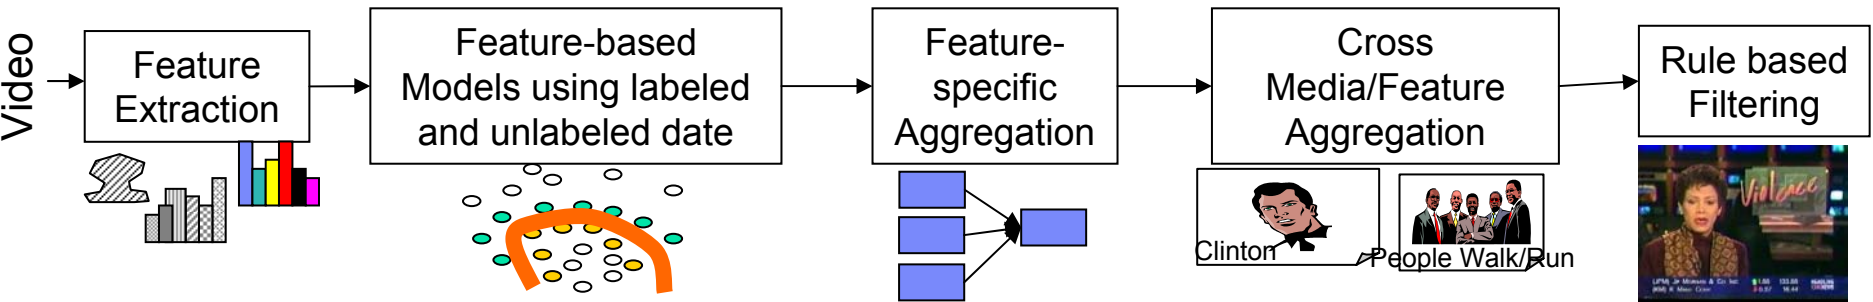 Video
Feature
Extraction
Feature-based
Models using labeled
and unlabeled date
Feature-
specific
Aggregation
Cross
Media/Feature
Aggregation
Rule based
Filtering
Clinton
People Walk/Run
Violence